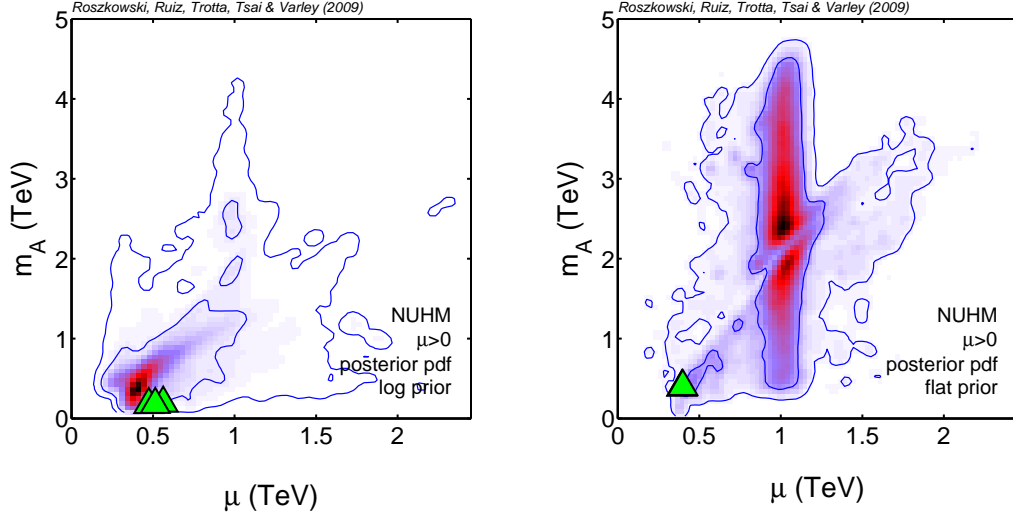 Roszkowski, Ruiz, Trotta, Tsai & Varley (2009)
5
4
3
2
1
0
m_A (TeV)
NUHM
μ>0
posterior pdf
log prior
0 0.5 1 1.5 2
μ (TeV)
Roszkowski, Ruiz, Trotta, Tsai & Varley (2009)
5
4
3
2
1
0
m_A (TeV)
NUHM
μ>0
posterior pdf
flat prior
0 0.5 1 1.5 2
μ (TeV)